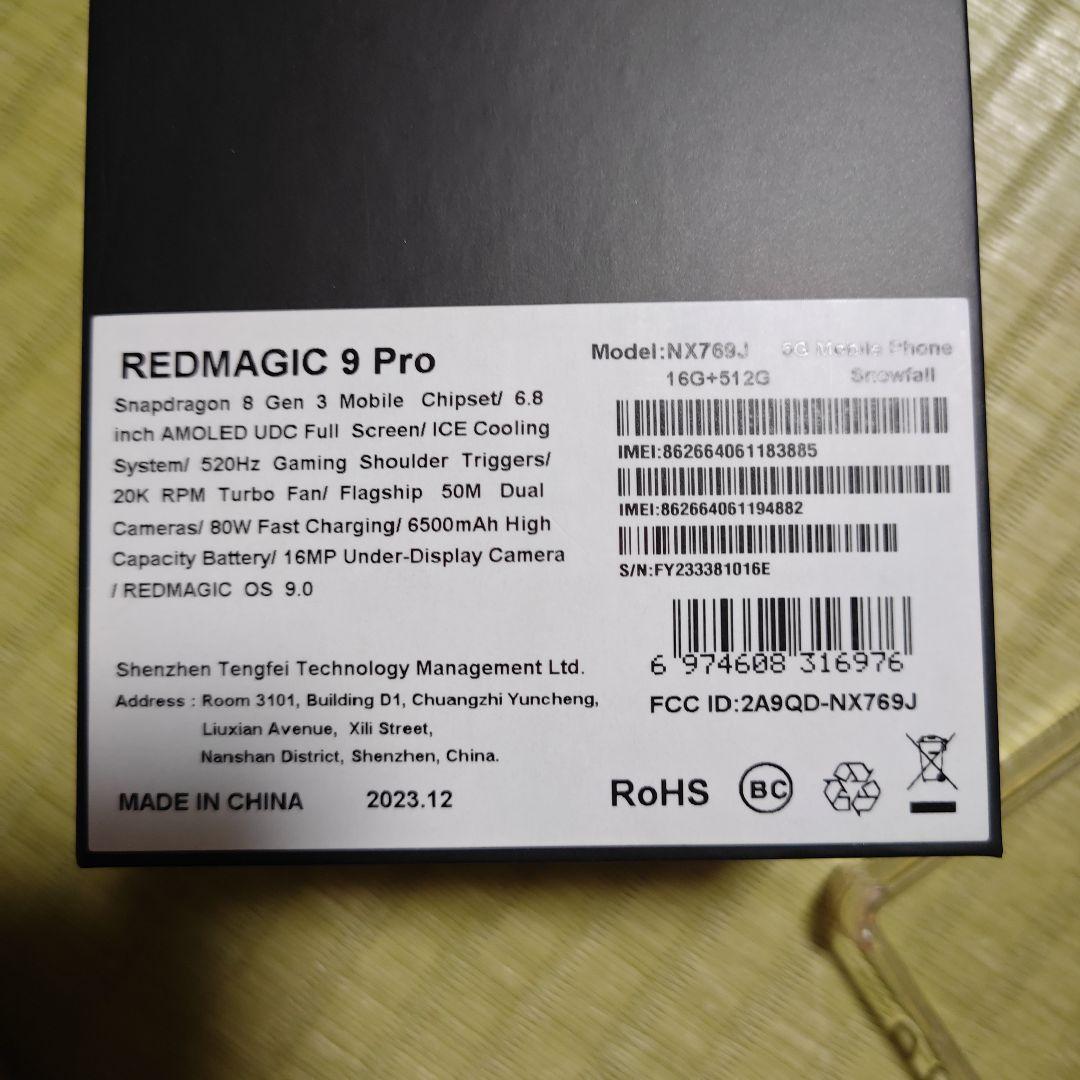 REDMAGIC 9 Pro
Snapdragon 8 Gen 3 Mobile Chipset/ 6.8
inch AMOLED UDC Full Screen/ ICE Cooling
System/ 520Hz Gaming Shoulder Triggers/
20K RPM Turbo Fan/ Flagship 50M Dual
Cameras/ 80W Fast Charging/ 6500mAh High
Capacity Battery/ 16MP Under-Display Camera
/ REDMAGIC OS 9.0
Shenzhen Tengfei Technology Management Ltd.
Address : Room 3101, Building D1, Chuangzhi Yuncheng,
Liuxian Avenue, Xili Street,
Nanshan District, Shenzhen, China.
MADE IN CHINA 2023.12
Model:NX769J 5G Mobile Phone
16G+512G Snowfall
IMEI:862664061183885
IMEI:862664061194882
S/N:FY233381016E
6 974608 316976
FCC ID:2A9QD-NX769J
RoHS BC